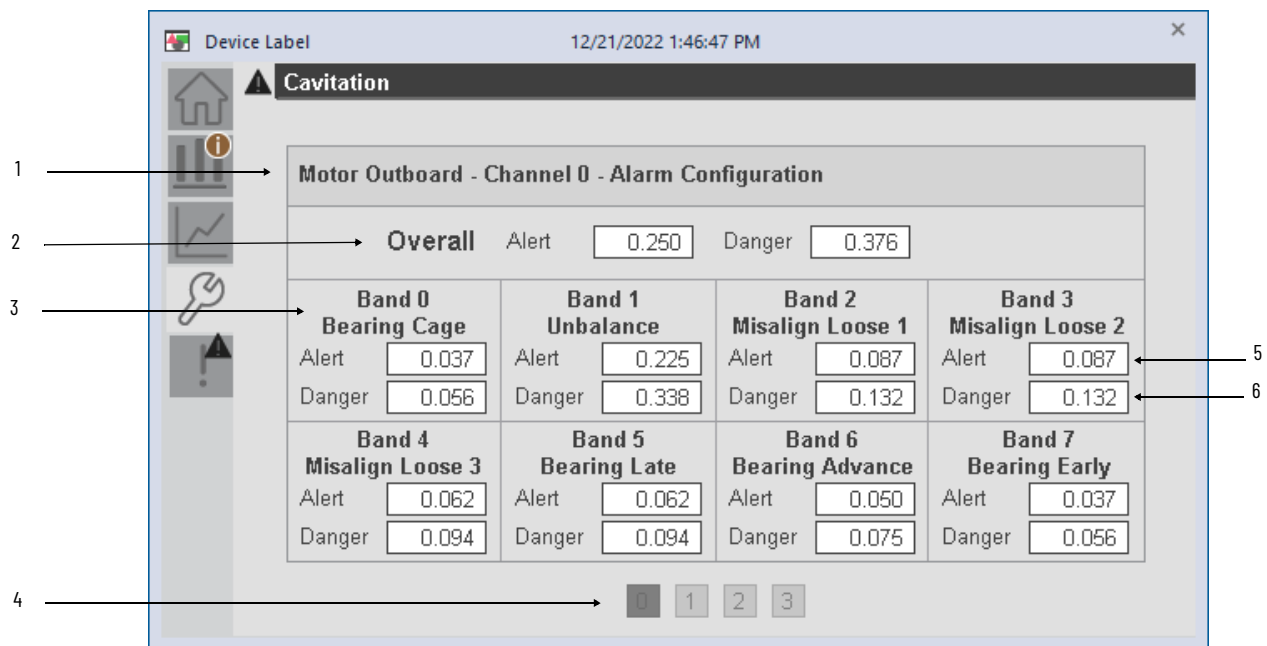 Device Label 12/21/2022 1:46:47 PM ×
Cavitation
i
1
Motor Outboard - Channel 0 - Alarm Configuration
2
Overall Alert 0.250 Danger 0.376
3
Band 0 Band 1 Band 2 Band 3
Bearing Cage Unbalance Misalign Loose 1 Misalign Loose 2
Alert 0.037 Alert 0.225 Alert 0.087 Alert 0.087 5
Danger 0.056 Danger 0.338 Danger 0.132 Danger 0.132 6
Band 4 Band 5 Band 6 Band 7
Misalign Loose 3 Bearing Late Bearing Advance Bearing Early
Alert 0.062 Alert 0.062 Alert 0.050 Alert 0.037
Danger 0.094 Danger 0.094 Danger 0.075 Danger 0.056
4 0 1 2 3